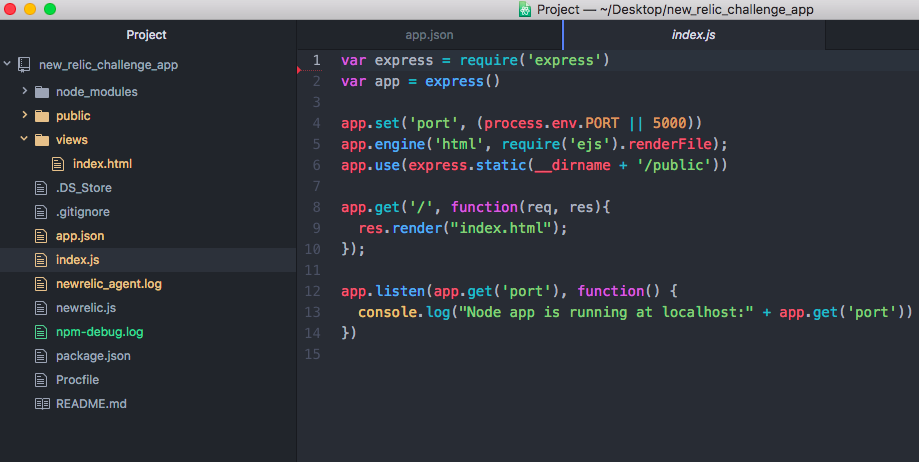 Project — ~/Desktop/new_relic_challenge_app
Project
new_relic_challenge_app
node_modules
public
views
index.html
.DS_Store
.gitignore
app.json
index.js
newrelic_agent.log
newrelic.js
npm-debug.log
package.json
Procfile
README.md
app.json
index.js
1 var express = require('express')
2 var app = express()
3
4 app.set('port', (process.env.PORT || 5000))
5 app.engine('html', require('ejs').renderFile);
6 app.use(express.static(__dirname + '/public'))
7
8 app.get('/', function(req, res){
9   res.render("index.html");
10 });
11
12 app.listen(app.get('port'), function() {
13   console.log("Node app is running at localhost:" + app.get('port'))
14 })
15